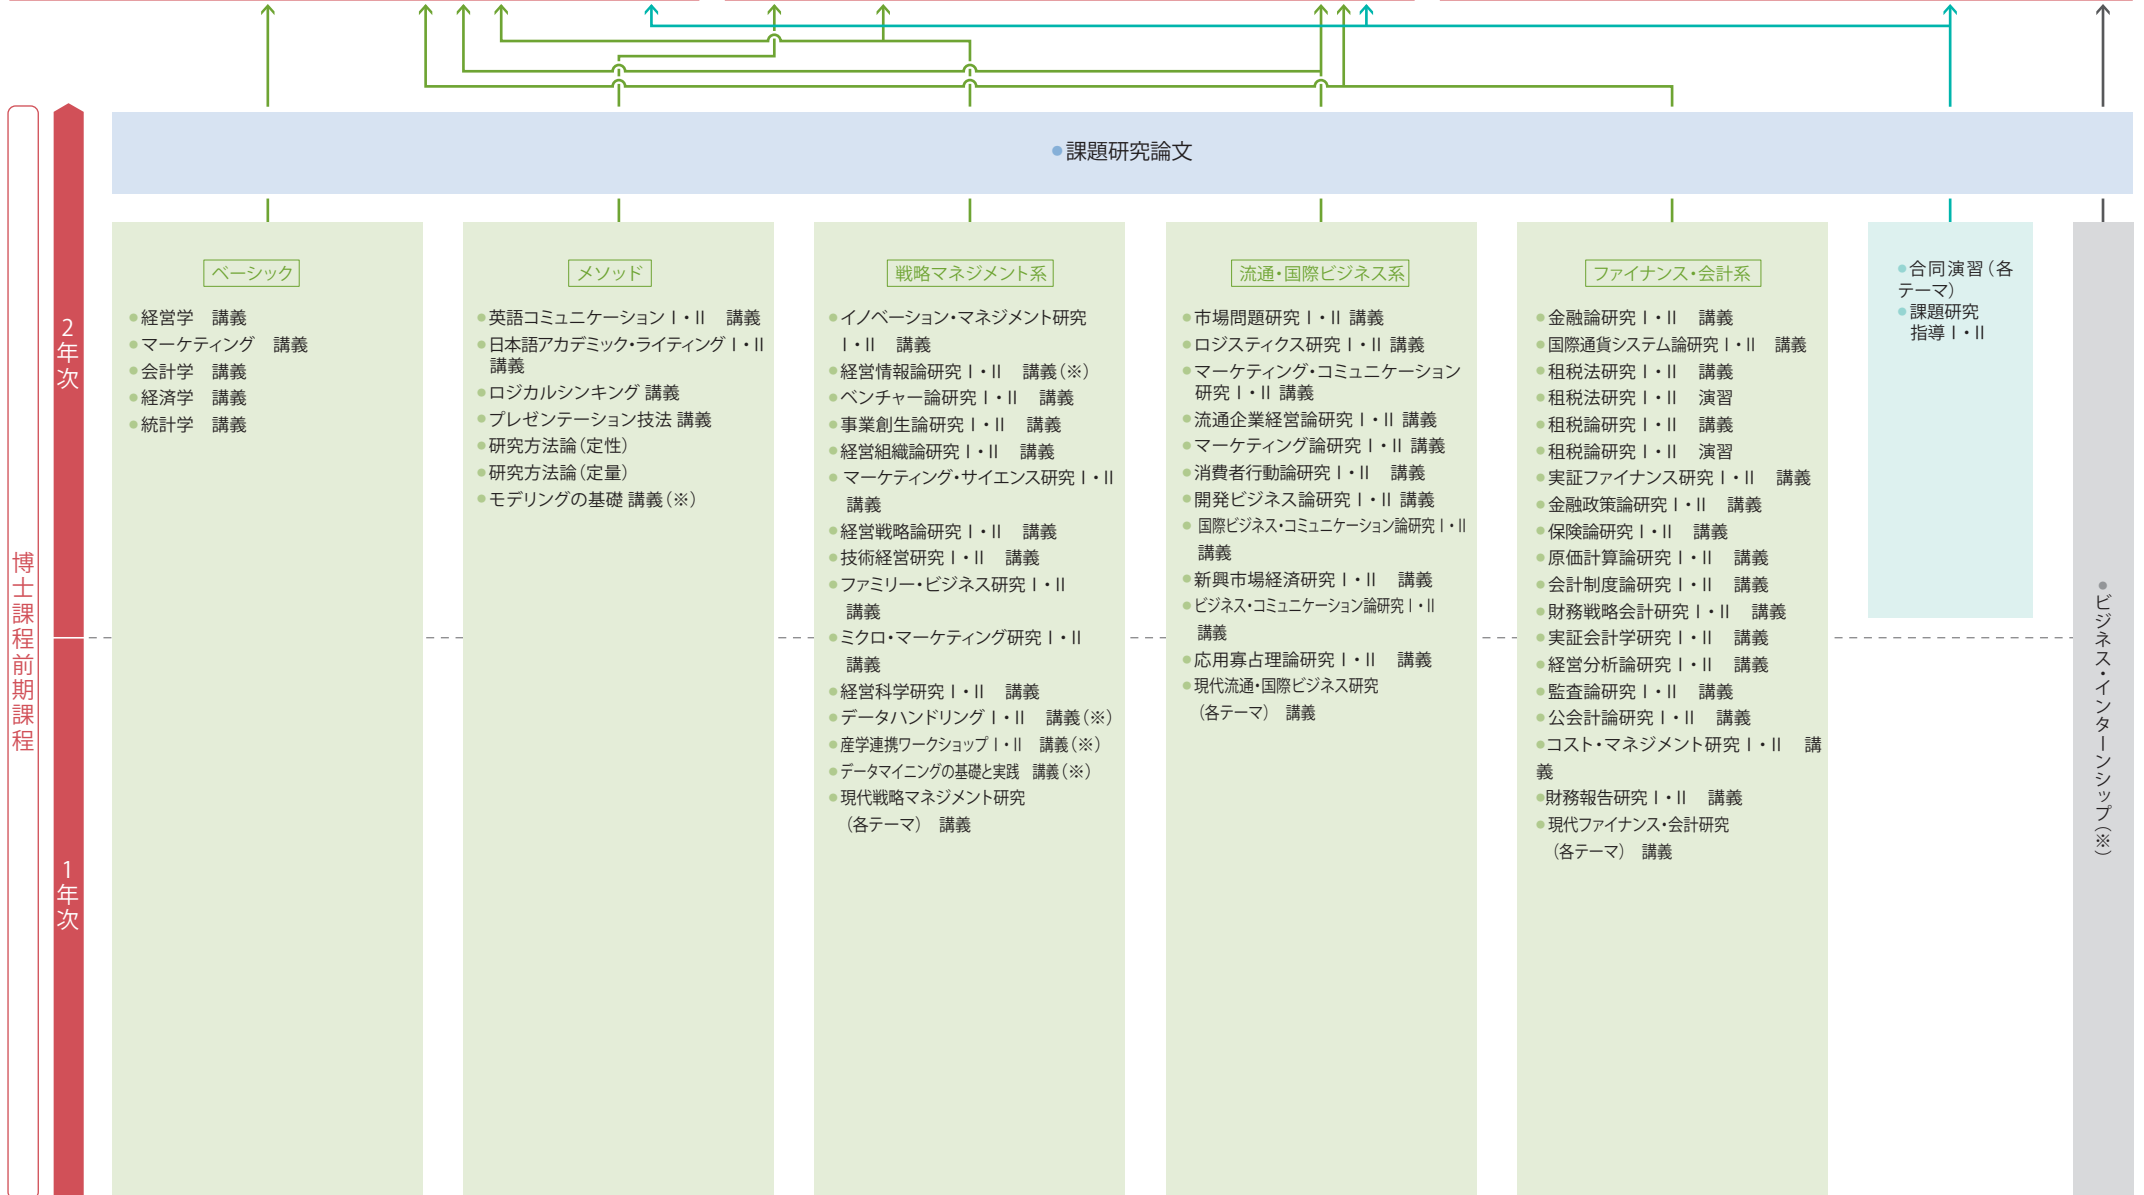 ●課題研究論文
博士課程前期課程
2年次
1年次
ベーシック
●経営学　講義
●マーケティング　講義
●会計学　講義
●経済学　講義
●統計学　講義
メソッド
●英語コミュニケーションⅠ・Ⅱ　講義
●日本語アカデミック・ライティングⅠ・Ⅱ
講義
●ロジカルシンキング 講義
●プレゼンテーション技法 講義
●研究方法論（定性）
●研究方法論（定量）
●モデリングの基礎 講義（※）
戦略マネジメント系
●イノベーション・マネジメント研究
Ⅰ・Ⅱ　講義
●経営情報論研究Ⅰ・Ⅱ　講義（※）
●ベンチャー論研究Ⅰ・Ⅱ　講義
●事業創生論研究Ⅰ・Ⅱ　講義
●経営組織論研究Ⅰ・Ⅱ　講義
●マーケティング・サイエンス研究Ⅰ・Ⅱ
講義
●経営戦略論研究Ⅰ・Ⅱ　講義
●技術経営研究Ⅰ・Ⅱ　講義
●ファミリー・ビジネス研究Ⅰ・Ⅱ
講義
●ミクロ・マーケティング研究Ⅰ・Ⅱ
講義
●経営科学研究Ⅰ・Ⅱ　講義
●データハンドリングⅠ・Ⅱ　講義（※）
●産学連携ワークショップⅠ・Ⅱ　講義（※）
●データマイニングの基礎と実践　講義（※）
●現代戦略マネジメント研究
（各テーマ）　講義
流通・国際ビジネス系
●市場問題研究Ⅰ・Ⅱ 講義
●ロジスティクス研究Ⅰ・Ⅱ 講義
●マーケティング・コミュニケーション
研究Ⅰ・Ⅱ 講義
●流通企業経営論研究Ⅰ・Ⅱ 講義
●マーケティング論研究Ⅰ・Ⅱ 講義
●消費者行動論研究Ⅰ・Ⅱ　講義
●開発ビジネス論研究Ⅰ・Ⅱ 講義
●国際ビジネス・コミュニケーション論研究Ⅰ・Ⅱ
講義
●新興市場経済研究Ⅰ・Ⅱ　講義
●ビジネス・コミュニケーション論研究Ⅰ・Ⅱ
講義
●応用寡占理論研究Ⅰ・Ⅱ　講義
●現代流通・国際ビジネス研究
（各テーマ）　講義
ファイナンス・会計系
●金融論研究Ⅰ・Ⅱ　講義
●国際通貨システム論研究Ⅰ・Ⅱ　講義
●租税法研究Ⅰ・Ⅱ　講義
●租税法研究Ⅰ・Ⅱ　演習
●租税論研究Ⅰ・Ⅱ　講義
●租税論研究Ⅰ・Ⅱ　演習
●実証ファイナンス研究Ⅰ・Ⅱ　講義
●金融政策論研究Ⅰ・Ⅱ　講義
●保険論研究Ⅰ・Ⅱ　講義
●原価計算論研究Ⅰ・Ⅱ　講義
●会計制度論研究Ⅰ・Ⅱ　講義
●財務戦略会計研究Ⅰ・Ⅱ　講義
●実証会計学研究Ⅰ・Ⅱ　講義
●経営分析論研究Ⅰ・Ⅱ　講義
●監査論研究Ⅰ・Ⅱ　講義
●公会計論研究Ⅰ・Ⅱ　講義
●コスト・マネジメント研究Ⅰ・Ⅱ　講
義
●財務報告研究Ⅰ・Ⅱ　講義
●現代ファイナンス・会計研究
（各テーマ）　講義
●合同演習（各
テーマ）
●課題研究
指導Ⅰ・Ⅱ
●ビジネス・インターンシップ（※）